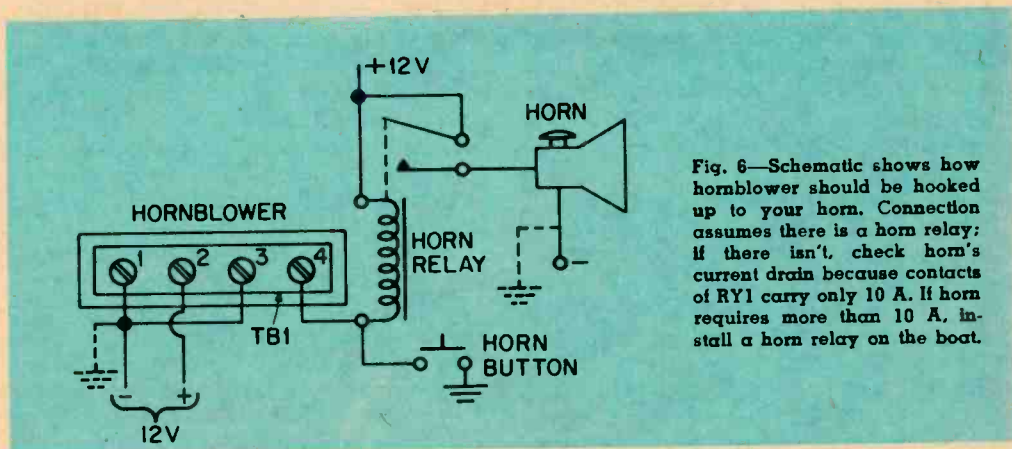 +12V
HORN
HORNBLOWER
1 2 3 4
TB1
HORN
RELAY
HORN
BUTTON
-
- +
12V
Fig. 6—Schematic shows how
hornblower should be hooked
up to your horn. Connection
assumes there is a horn relay;
if there isn't, check horn's
current drain because contacts
of RY1 carry only 10 A. If horn
requires more than 10 A, in-
stall a horn relay on the boat.